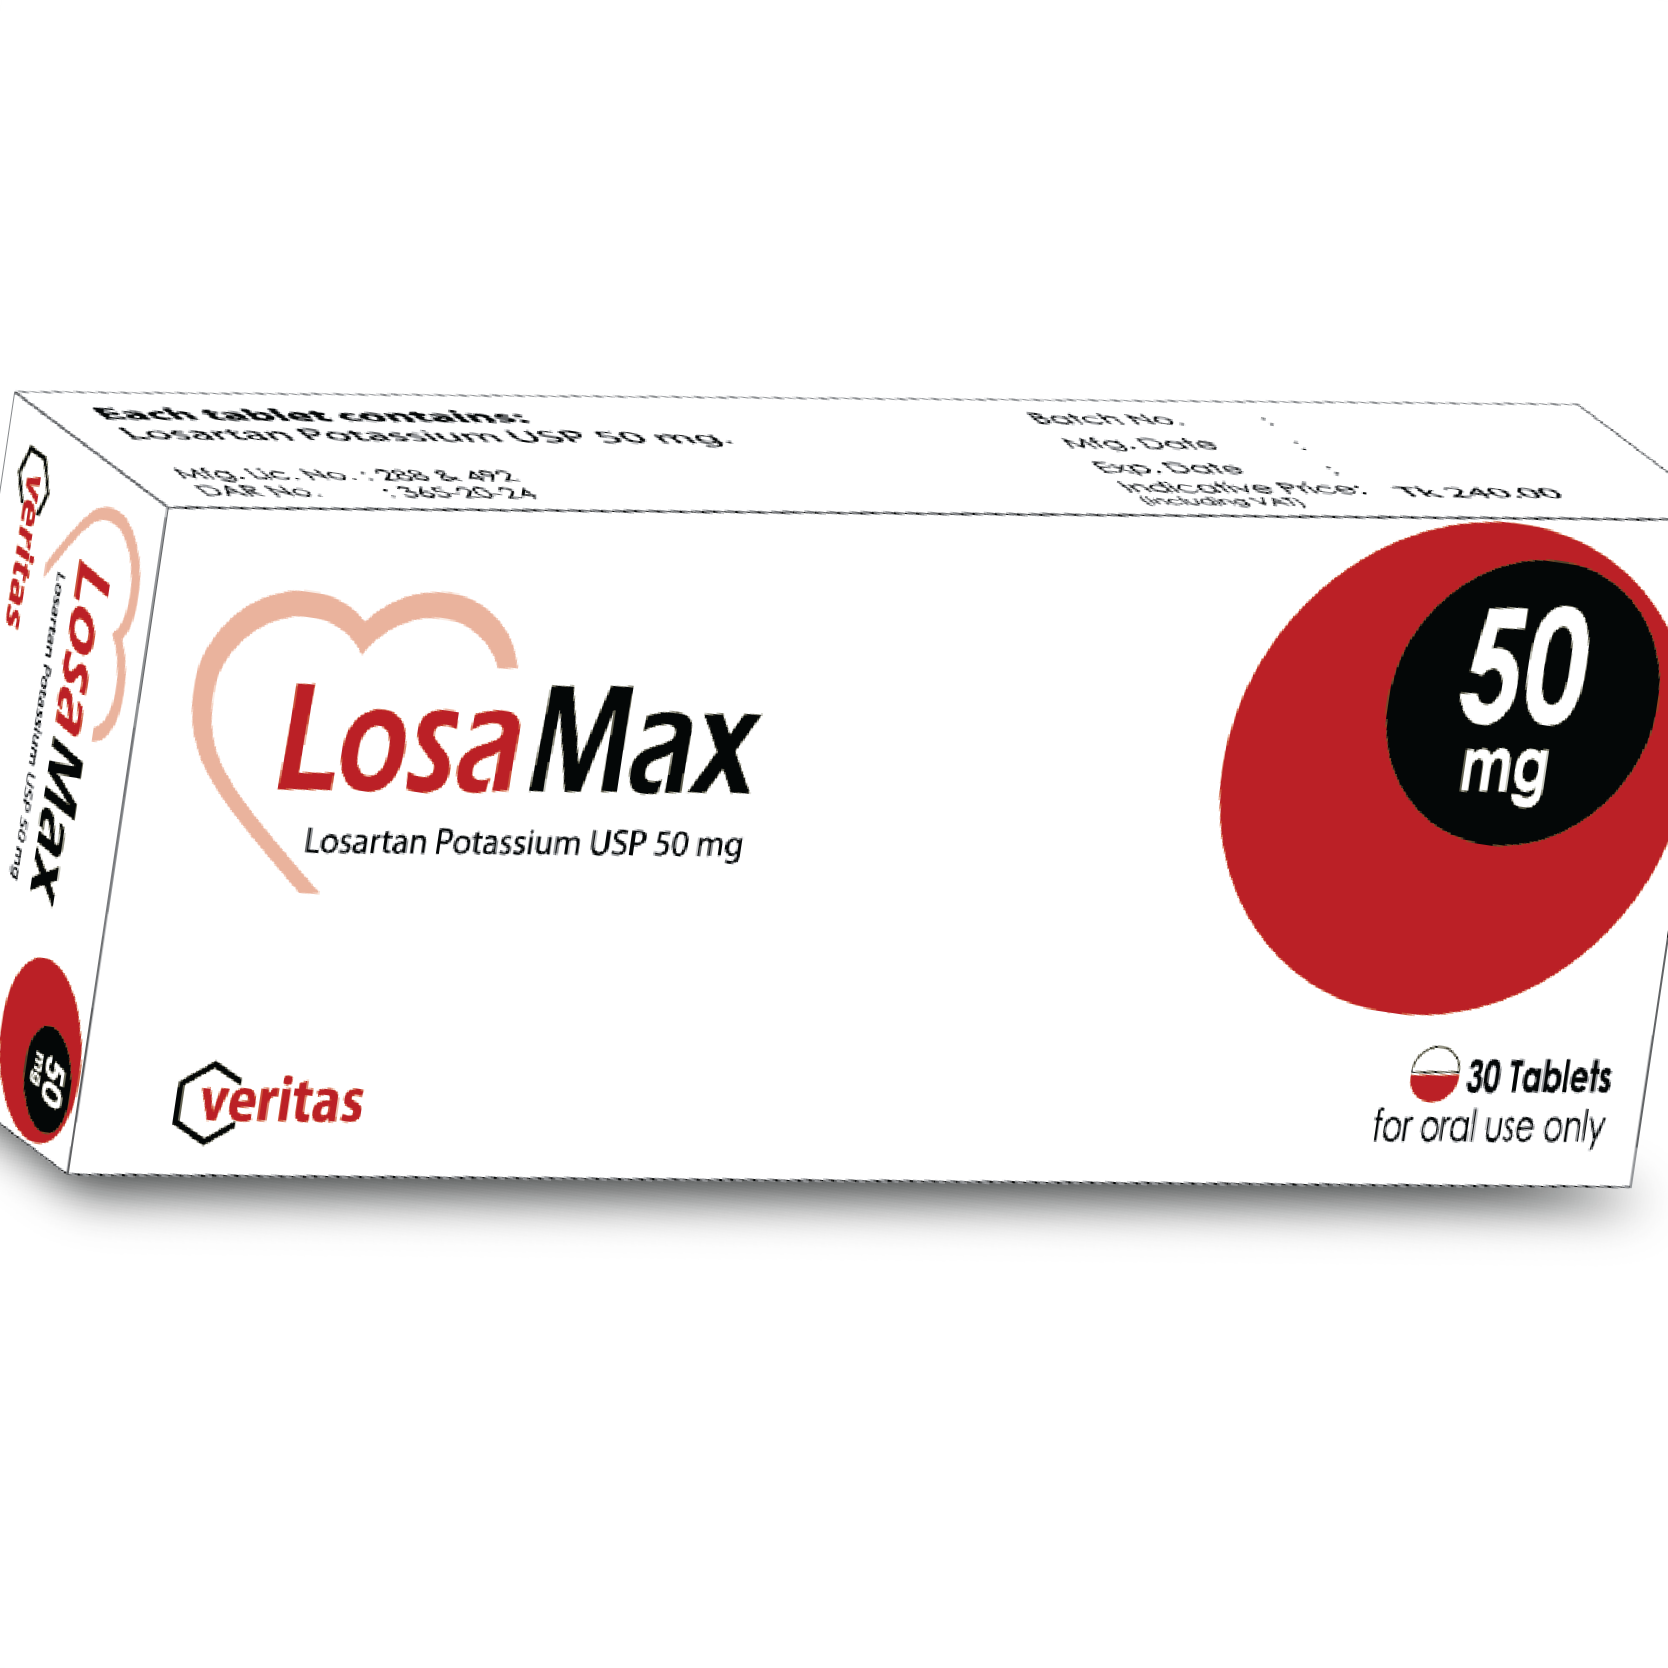 Each tablet contains:
Losartan Potassium USP 50 mg.
Mfg. Lic. No. : 288 & 492
DAR No. : 365-20-24
Batch No. :
Mfg. Date :
Exp. Date :
Indicative Price: Tk 240.00
(Including VAT)
veritas
LosaMax
Losartan Potassium USP 50 mg
50
mg
LosaMax
Losartan Potassium USP 50 mg
50
mg
veritas
30 Tablets
for oral use only